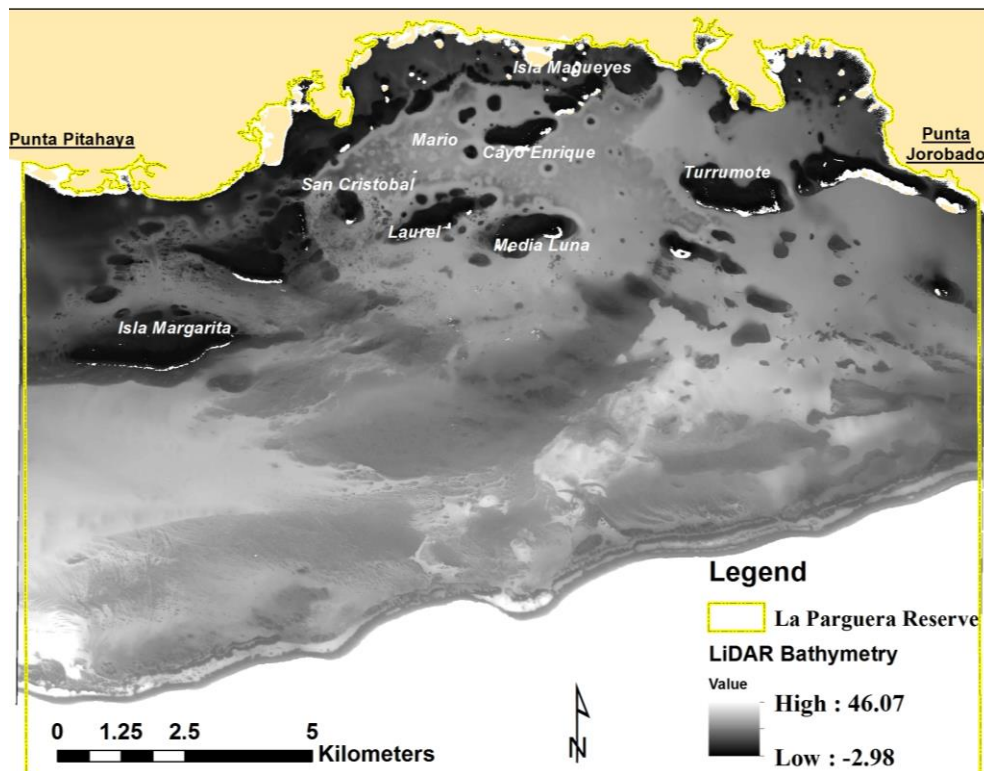 Isla Magueyes
Punta Pitahaya
Mario
Cayo Enrique
Punta
Jorobado
San Cristobal
Turrumote
Laurel
Media Luna
Isla Margarita
Legend
La Parguera Reserve
LiDAR Bathymetry
Value
High : 46.07
Low : -2.98
0 1.25 2.5 5
Kilometers
N